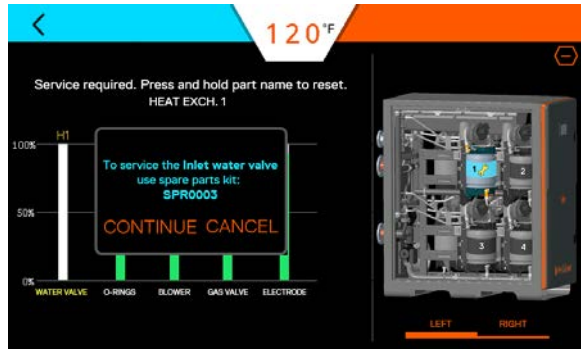 120°F
Service required. Press and hold part name to reset.
HEAT EXCH. 1
H1
100%
50%
0%
To service the Inlet water valve
use spare parts kit:
SPR0003
CONTINUE CANCEL
WATER VALVE O-RINGS BLOWER GAS VALVE ELECTRODE
1
2
3
4
LEFT RIGHT